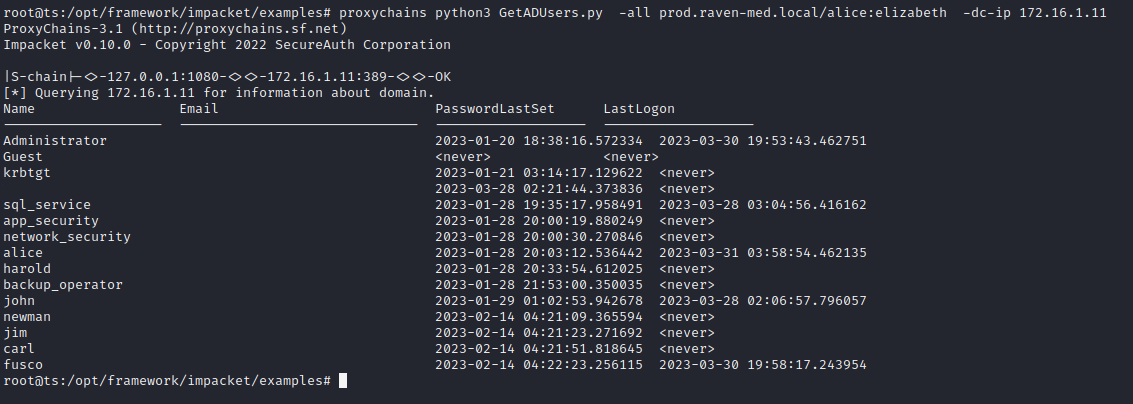 root@ts:/opt/framework/impacket/examples# proxychains python3 GetADUsers.py  -all prod.raven-med.local/alice:elizabeth  -dc-ip 172.16.1.11
ProxyChains-3.1 (http://proxychains.sf.net)
Impacket v0.10.0 - Copyright 2022 SecureAuth Corporation

|S-chain|-<>-127.0.0.1:1080-<><>-172.16.1.11:389-<><>-OK
[*] Querying 172.16.1.11 for information about domain.
Name                  Email                           PasswordLastSet      LastLogon
--------------------  ------------------------------  -------------------  -------------------
Administrator                                         2023-01-20 18:38:16.572334  2023-03-30 19:53:43.462751
Guest                                                 <never>              <never>
krbtgt                                                2023-01-21 03:14:17.129622  <never>
                                                      2023-03-28 02:21:44.373836  <never>
sql_service                                           2023-01-28 19:35:17.958491  2023-03-28 03:04:56.416162
app_security                                          2023-01-28 20:00:19.880249  <never>
network_security                                      2023-01-28 20:00:30.270846  <never>
alice                                                 2023-01-28 20:03:12.536442  2023-03-31 03:58:54.462135
harold                                                2023-01-28 20:33:54.612025  <never>
backup_operator                                       2023-01-28 21:53:00.350035  <never>
john                                                  2023-01-29 01:02:53.942678  2023-03-28 02:06:57.796057
newman                                                2023-02-14 04:21:09.365594  <never>
jim                                                   2023-02-14 04:21:23.271692  <never>
carl                                                  2023-02-14 04:21:51.818645  <never>
fusco                                                 2023-02-14 04:22:23.256115  2023-03-30 19:58:17.243954
root@ts:/opt/framework/impacket/examples#